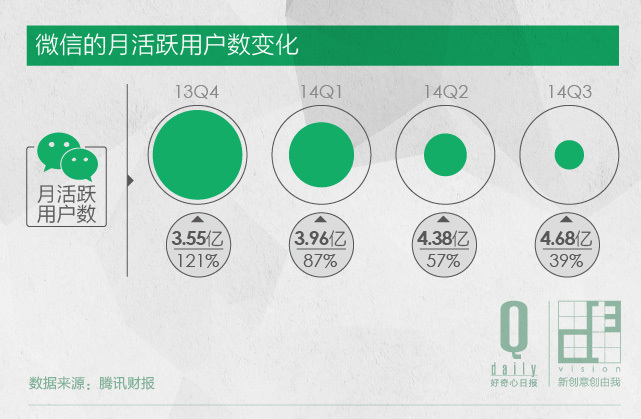 微信的月活跃用户数变化
13Q4
14Q1
14Q2
14Q3
月活跃
用户数
3.55亿
121%
3.96亿
87%
4.38亿
57%
4.68亿
39%
Q
daily
好奇心日报
d3
vision
新创意创由我
数据来源：腾讯财报